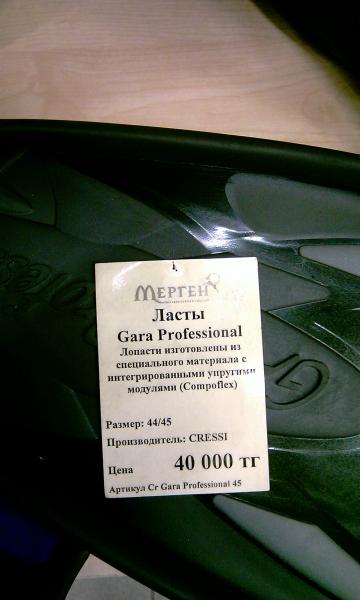 МЕРГЕН
Ласты
Gara Professional
Лопасти изготовлены из
специального материала с
интегрированными упругими
модулями (Compoflex)
Размер: 44/45
Производитель: CRESSI
Цена 40 000 тг
Артикул Cr Gara Professional 45